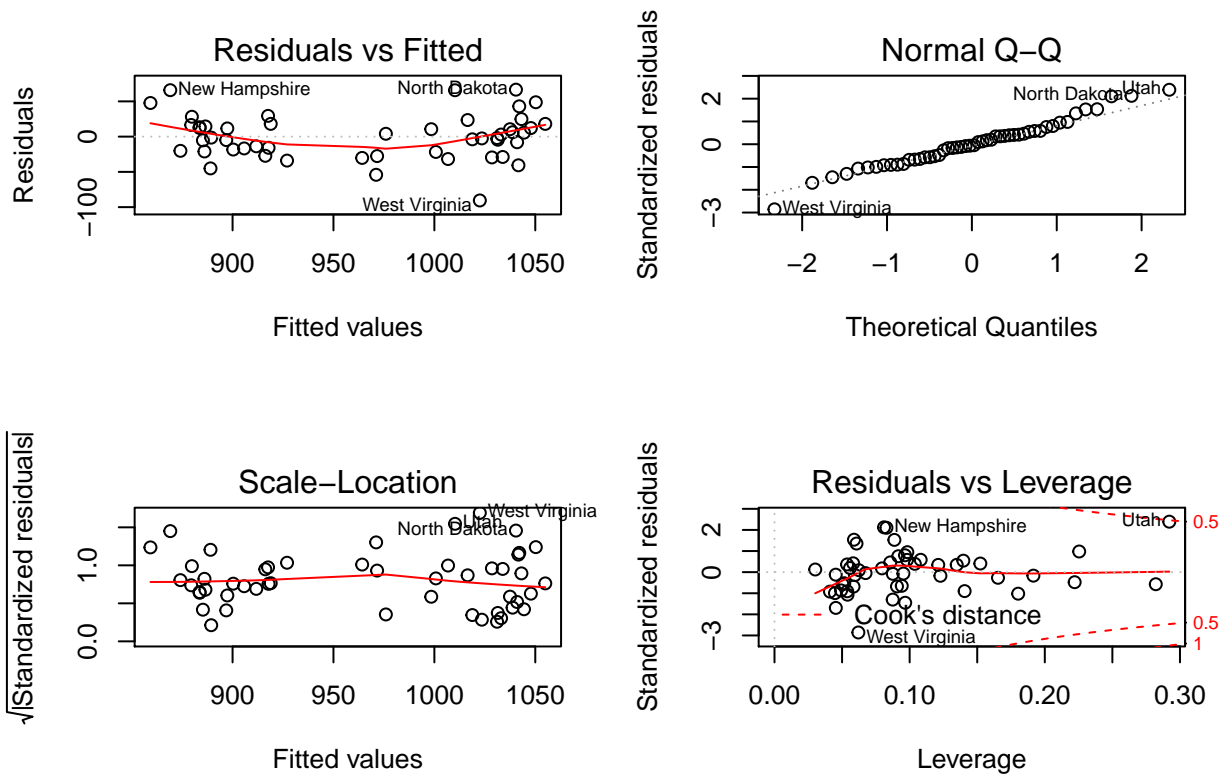 Residuals vs Fitted
Residuals
0
−100
New Hampshire
North Dakota
West Virginia
900
950
1000
1050
Fitted values
Normal Q−Q
Standardized residuals
2
0
−3
North Dakota
Utah
West Virginia
−2
−1
0
1
2
Theoretical Quantiles
Scale−Location
√|Standardized residuals|
1.0
0.0
West Virginia
Utah
North Dakota
900
950
1000
1050
Fitted values
Residuals vs Leverage
Standardized residuals
2
0
−3
Utah
New Hampshire
Cook's distance
West Virginia
0.5
0.5
1
0.00
0.10
0.20
0.30
Leverage